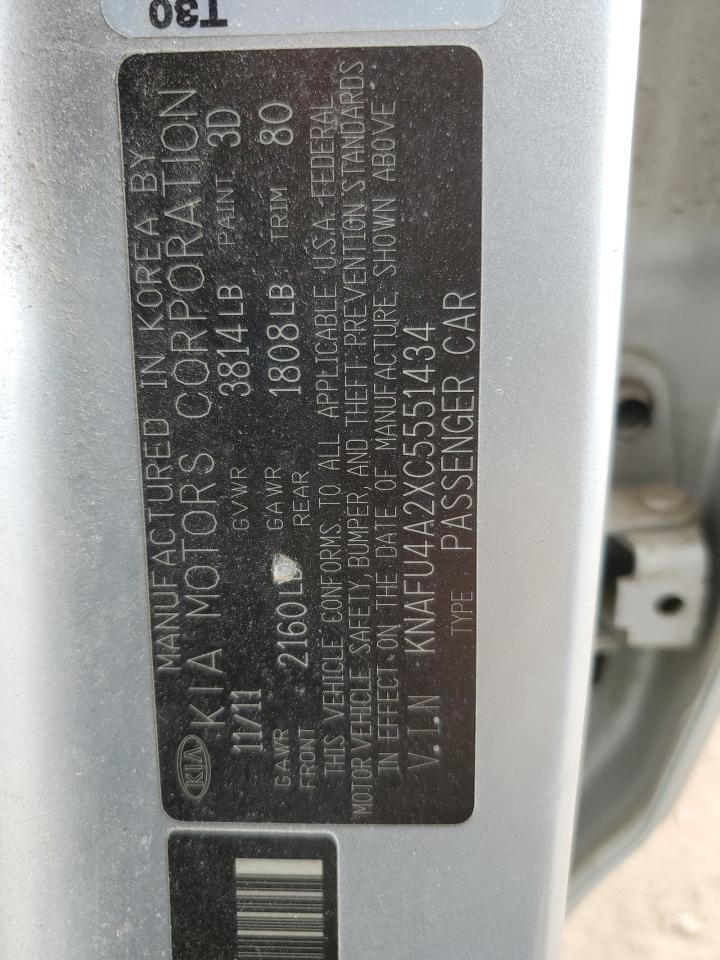 T30
MANUFACTURED IN KOREA BY
KIA KIA MOTORS CORPORATION
11/11 GVWR 3814LB PAINT 3D
GAWR FRONT 2160LB GAWR REAR 1808LB TRIM 80
THIS VEHICLE CONFORMS TO ALL APPLICABLE U.S.A. FEDERAL
MOTOR VEHICLE SAFETY, BUMPER AND THEFT PREVENTION STANDARDS
IN EFFECT ON THE DATE OF MANUFACTURE, SHOWN ABOVE
V.I.N KNAFU4A2XC5551434
TYPE PASSENGER CAR